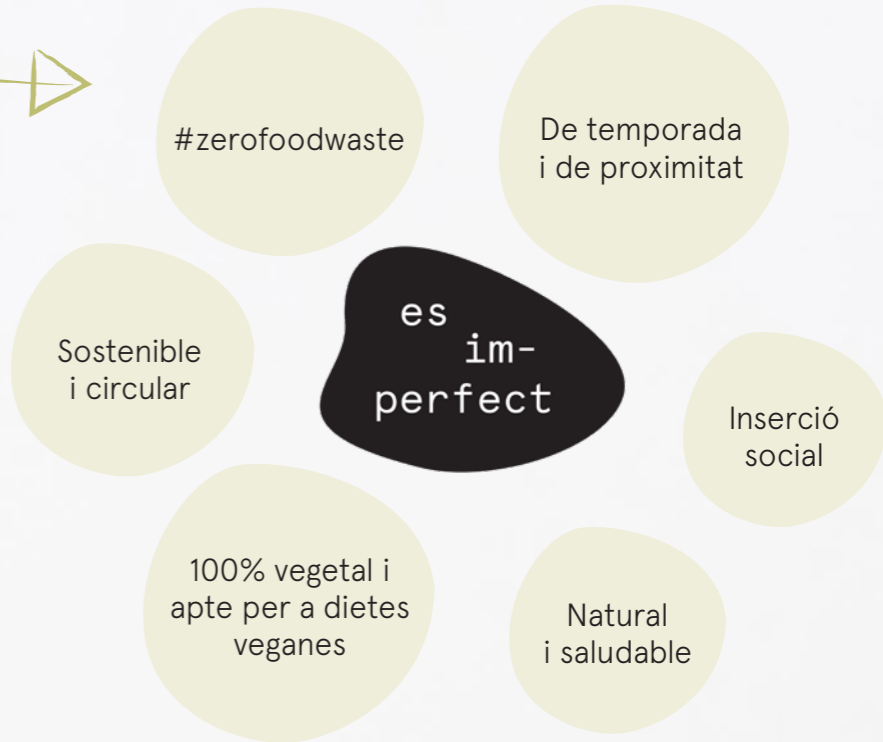 #zerofoodwaste
De temporada
i de proximitat
es
im-
perfect
Sostenible
i circular
Inserció
social
100% vegetal i
apte per a dietes
veganes
Natural
i saludable